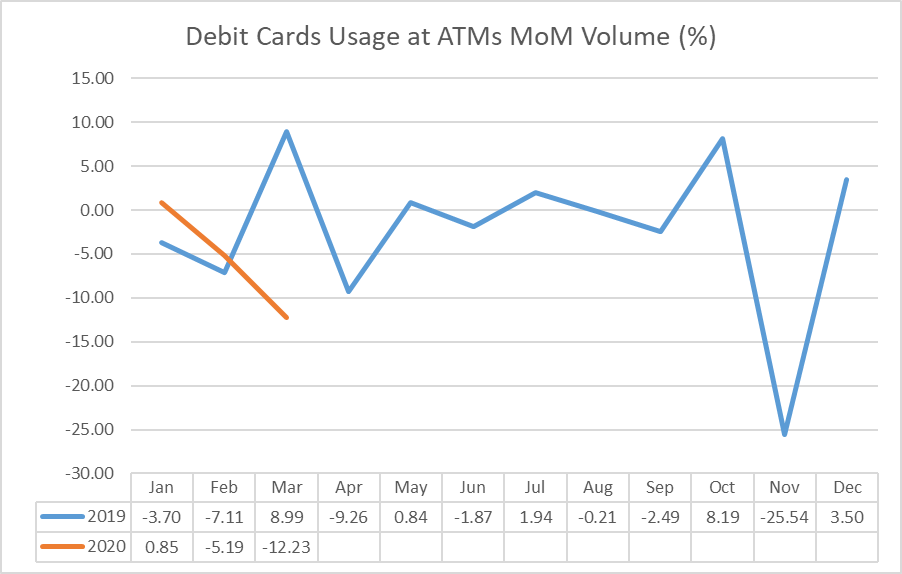 Debit Cards Usage at ATMs MoM Volume (%)
15.00
10.00
5.00
0.00
-5.00
-10.00
-15.00
-20.00
-25.00
-30.00
Jan Feb Mar Apr May Jun Jul Aug Sep Oct Nov Dec
2019 -3.70 -7.11 8.99 -9.26 0.84 -1.87 1.94 -0.21 -2.49 8.19 -25.54 3.50
2020 0.85 -5.19 -12.23